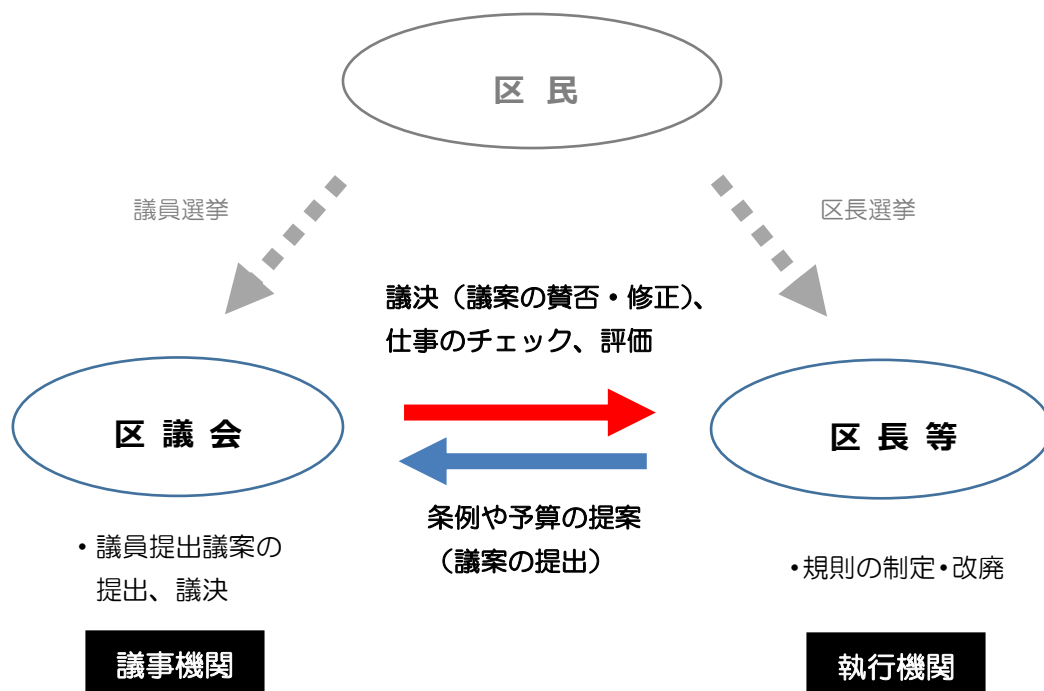 区 民
議員選挙
区長選挙
議決（議案の賛否・修正）、
仕事のチェック、評価
区 議 会
区 長 等
条例や予算の提案
（議案の提出）
・議員提出議案の
提出、議決
・規則の制定・改廃
議事機関
執行機関